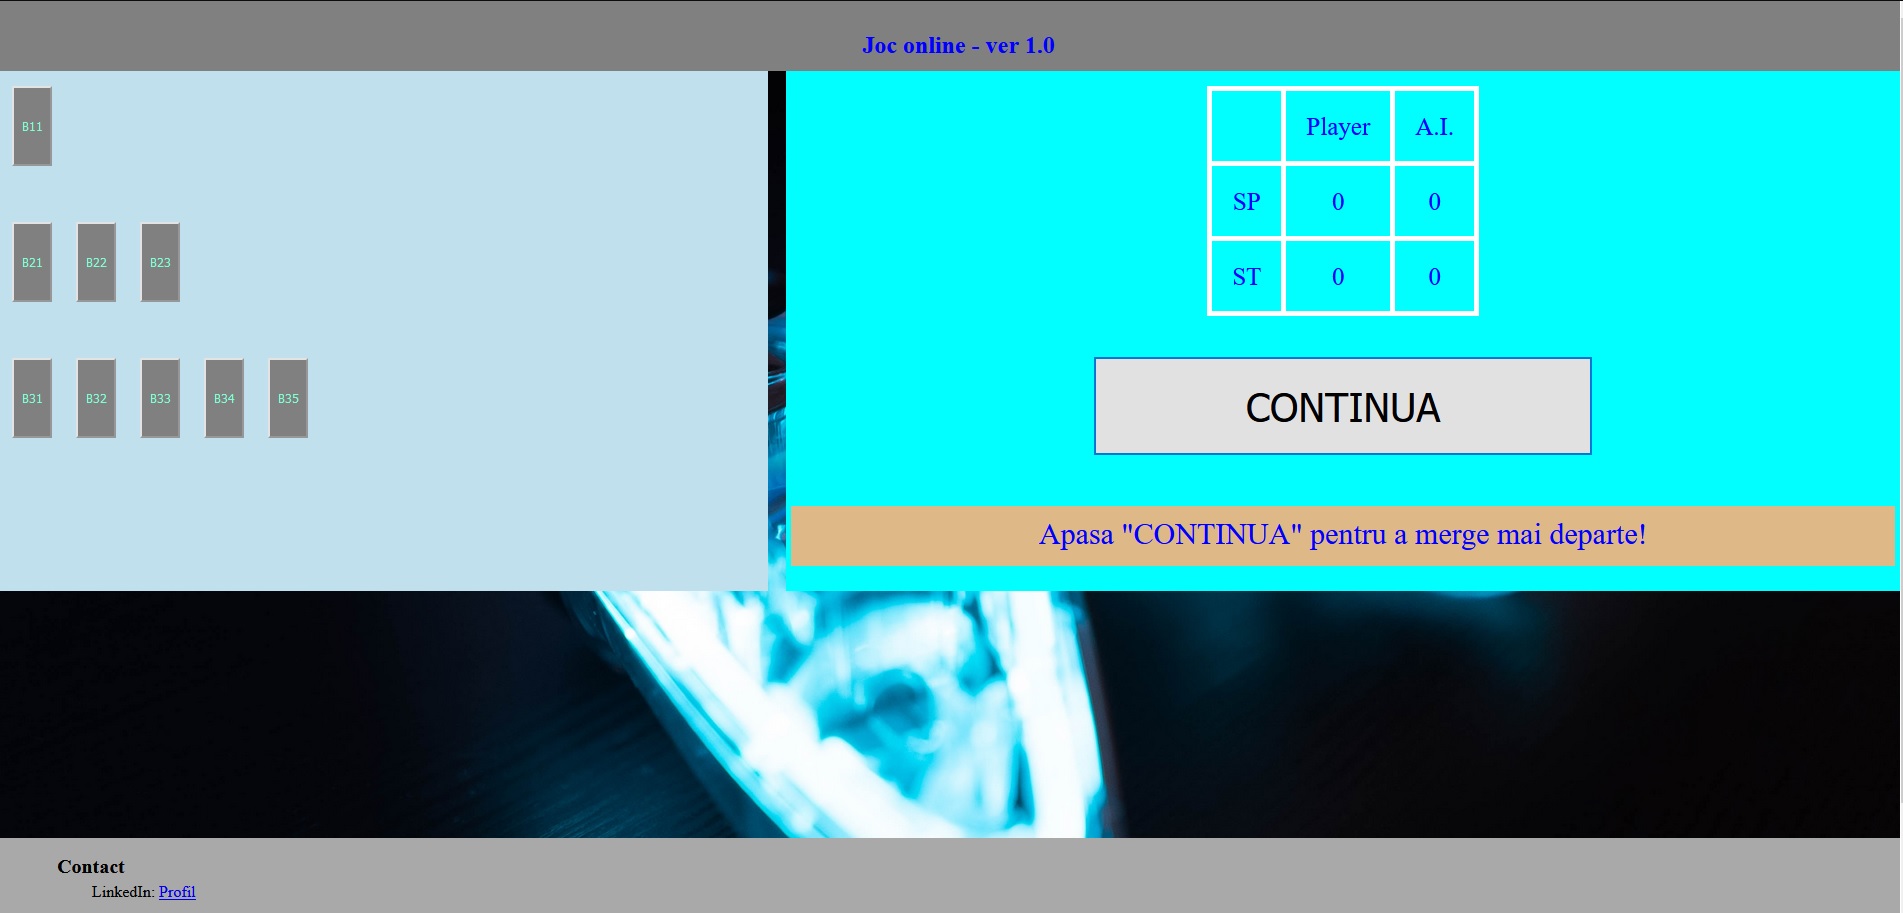 Joc online - ver 1.0
B11
B21 B22 B23
B31 B32 B33 B34 B35
Player A.I.
SP 0 0
ST 0 0
CONTINUA
Apasa "CONTINUA" pentru a merge mai departe!
Contact
LinkedIn: Profil